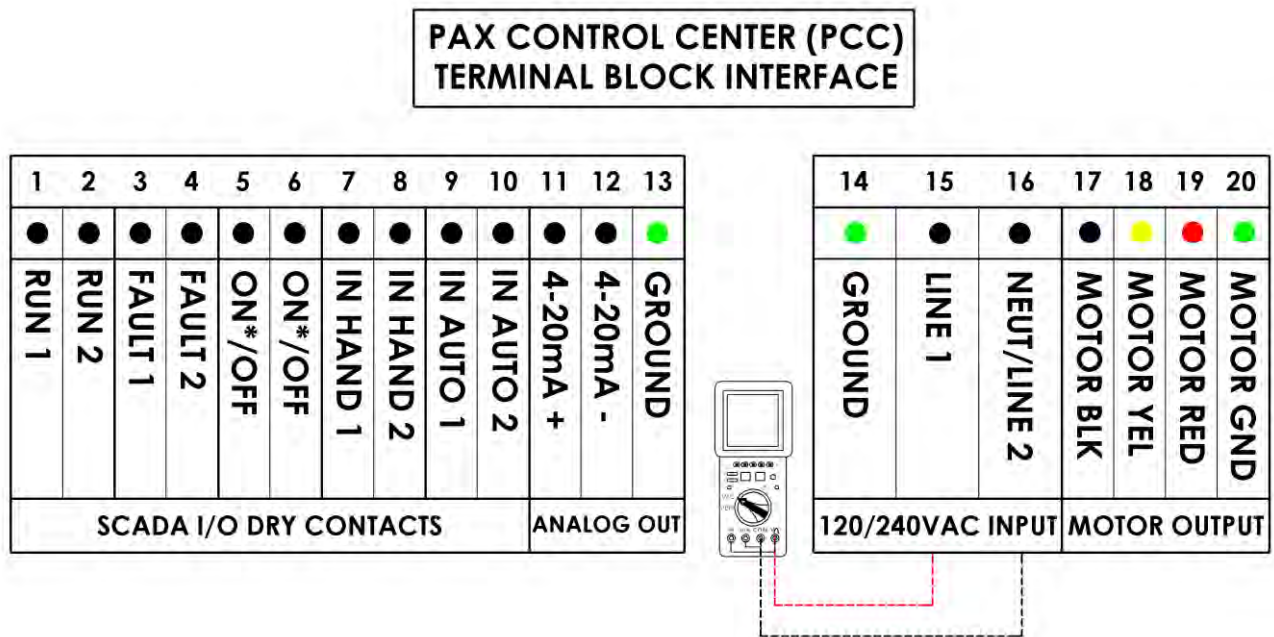 PAX CONTROL CENTER (PCC)
TERMINAL BLOCK INTERFACE
1 2 3 4 5 6 7 8 9 10 11 12 13
RUN 1
RUN 2
FAULT 1
FAULT 2
ON*/OFF
ON*/OFF
IN HAND 1
IN HAND 2
IN AUTO 1
IN AUTO 2
4-20mA +
4-20mA -
GROUND
SCADA I/O DRY CONTACTS
ANALOG OUT
14 15 16 17 18 19 20
GROUND
LINE 1
NEUT/LINE 2
MOTOR BLK
MOTOR YEL
MOTOR RED
MOTOR GND
120/240VAC INPUT
MOTOR OUTPUT